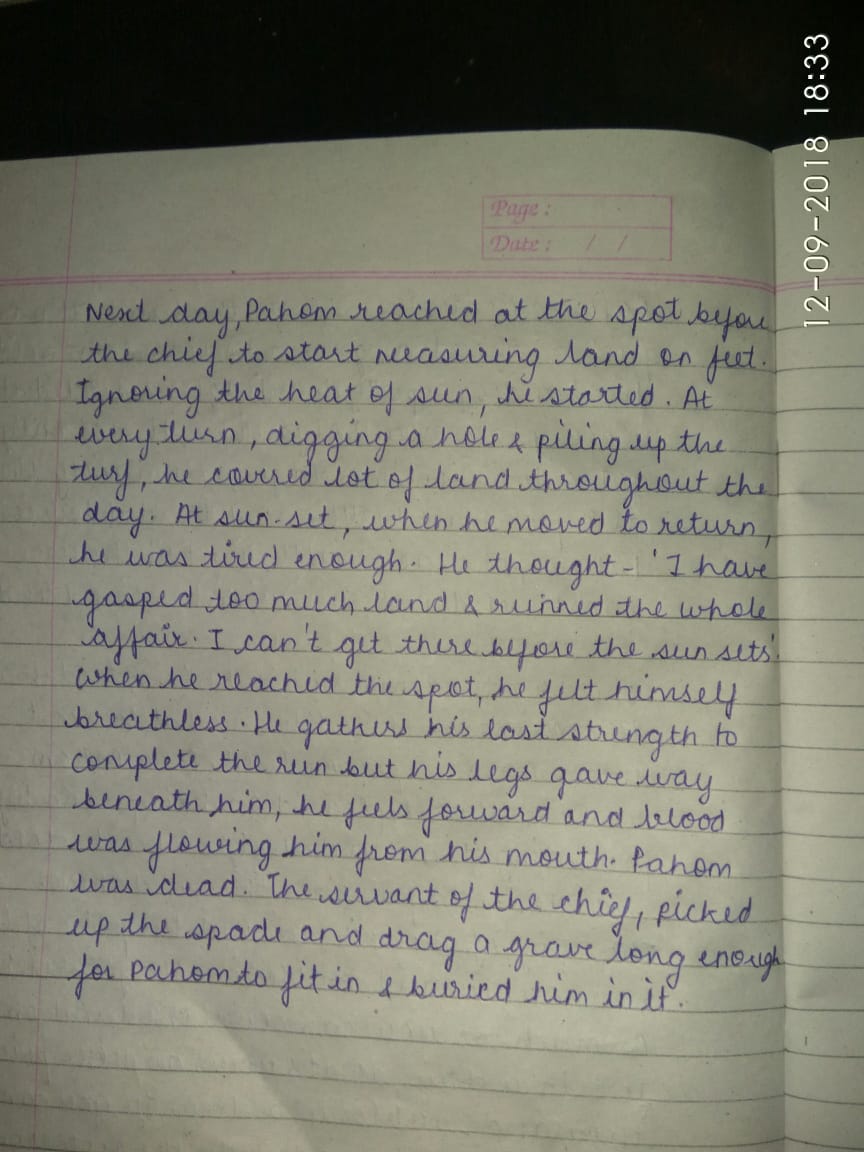 12-09-2018 18:33
Page :
Date : / /
Next day, Pahom reached at the spot before
the chief to start measuring land on feet.
Ignoring the heat of sun, he started. At
every turn, digging a hole & piling up the
turf, he covered lot of land throughout the
day. At sun-set, when he moved to return,
he was tired enough. He thought - 'I have
gasped too much land & ruinned the whole
affair. I can't get there before the sun sets'.
When he reached the spot, he felt himself
breathless. He gathers his last strength to
complete the run but his legs gave way
beneath him, he feels forward and blood
was flowing him from his mouth. Pahom
was dead. The servant of the chief, picked
up the spade and drag a grave long enough
for Pahom to fit in & buried him in it.